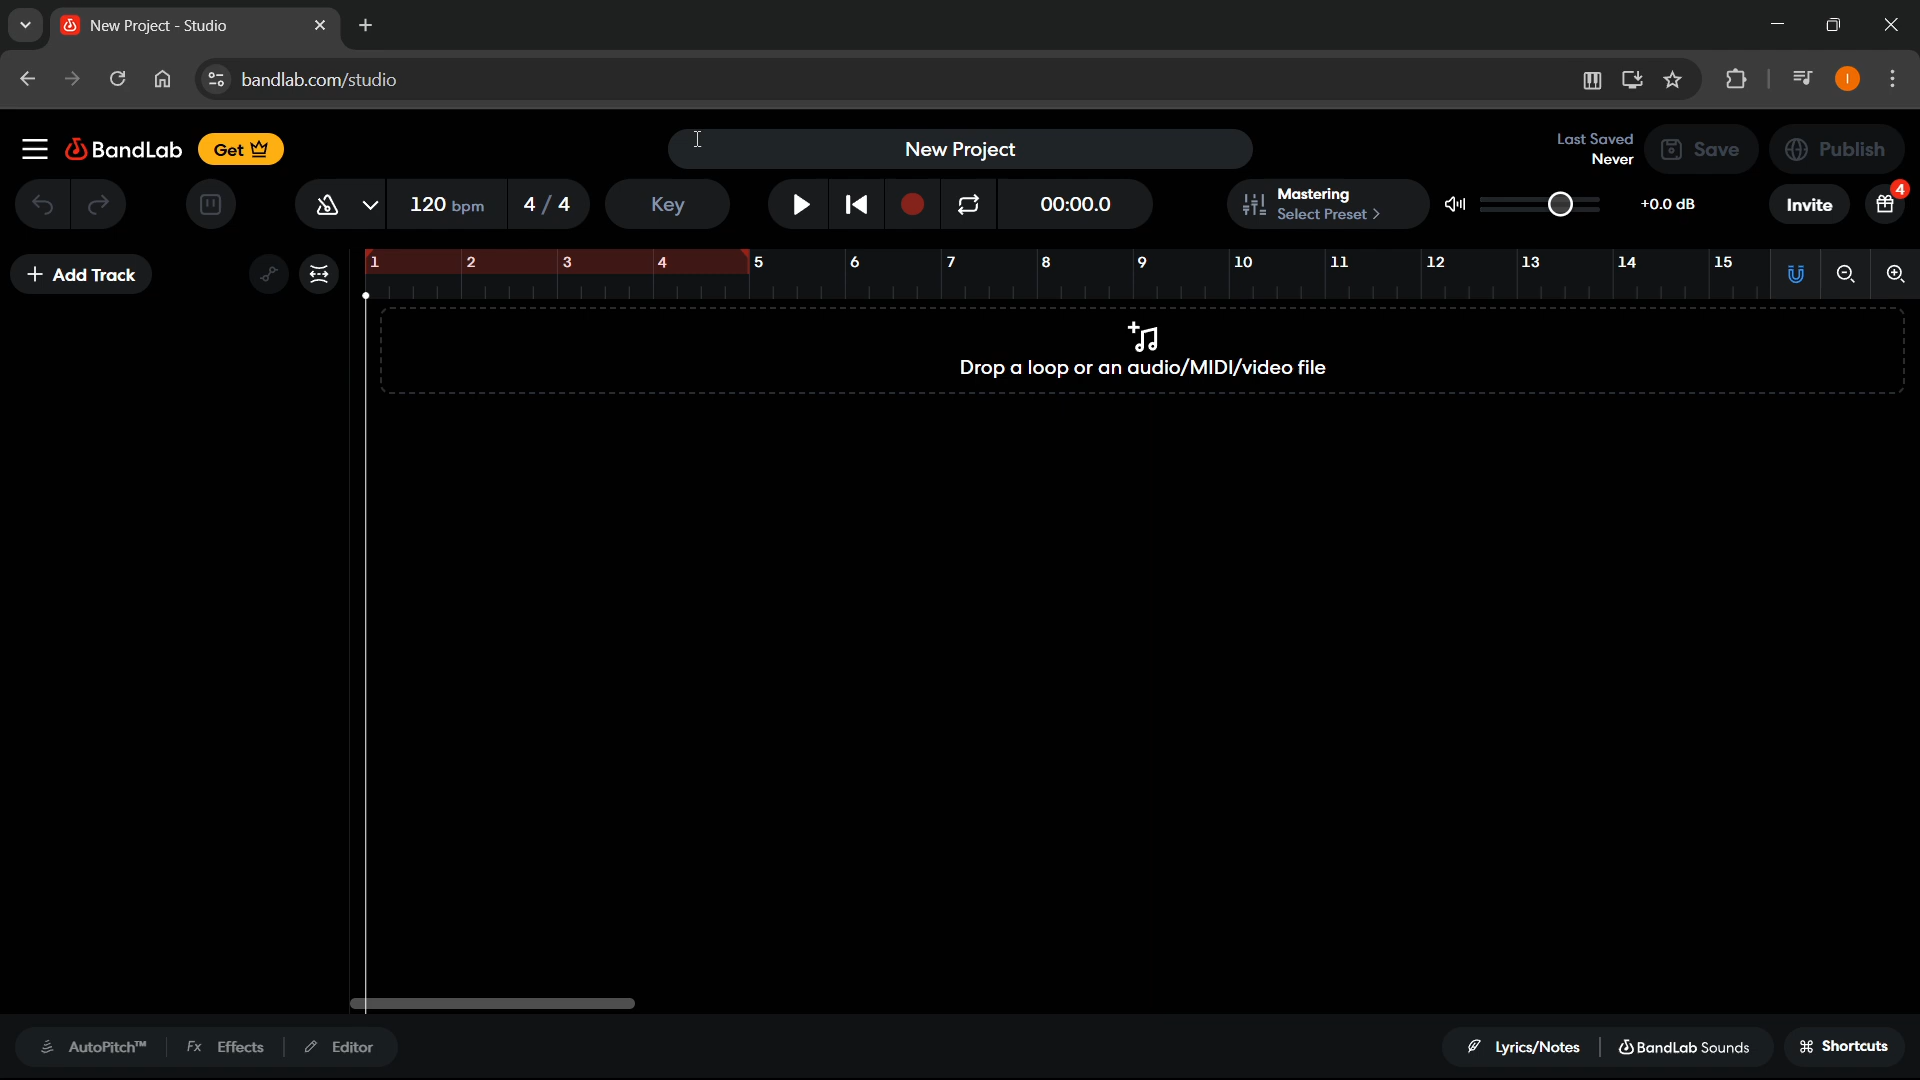 New Project - Studio
bandlab.com/studio
I
BandLab
Get
New Project
Last Saved
Never
Save
Publish
120 bpm
4 / 4
Key
00:00.0
Mastering
Select Preset >
+0.0 dB
Invite
4
+ Add Track
1 2 3 4 5 6 7 8 9 10 11 12 13 14 15
Drop a loop or an audio/MIDI/video file
AutoPitch™
Fx Effects
Editor
Lyrics/Notes
BandLab Sounds
⌘ Shortcuts